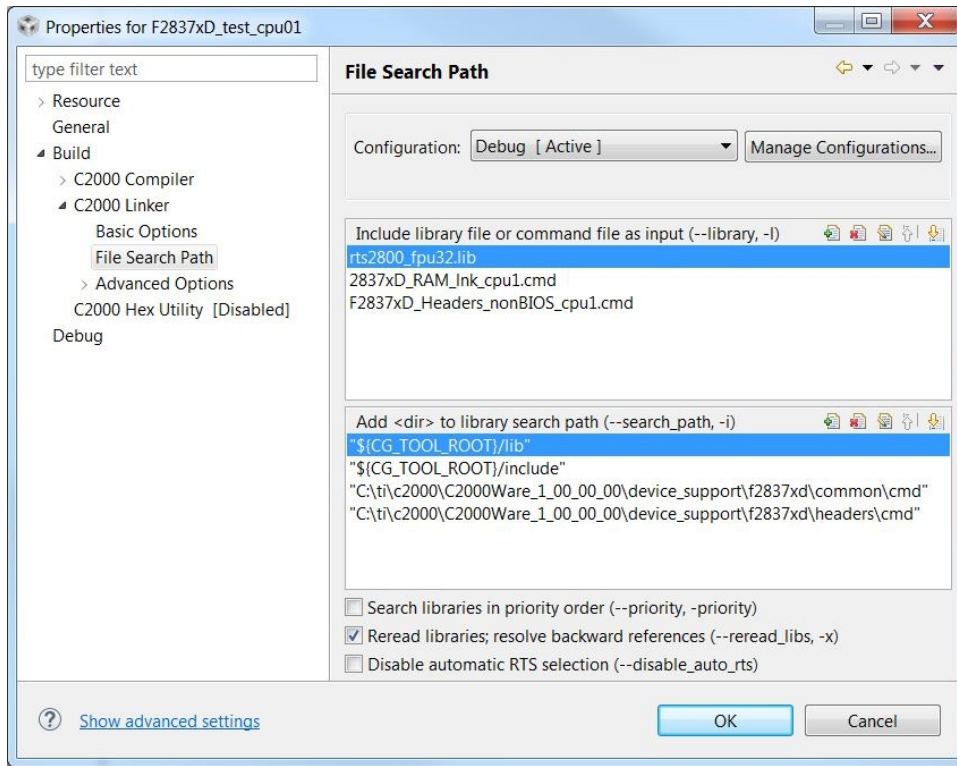 Properties for F2837xD_test_cpu01
type filter text
Resource
General
Build
C2000 Compiler
C2000 Linker
Basic Options
File Search Path
Advanced Options
C2000 Hex Utility [Disabled]
Debug
File Search Path
Configuration: Debug [ Active ] Manage Configurations...
Include library file or command file as input (--library, -l)
rts2800_fpu32.lib
2837xD_RAM_lnk_cpu1.cmd
F2837xD_Headers_nonBIOS_cpu1.cmd
Add <dir> to library search path (--search_path, -i)
"${CG_TOOL_ROOT}/lib"
"${CG_TOOL_ROOT}/include"
"C:\ti\c2000\C2000Ware_1_00_00_00\device_support\f2837xd\common\cmd"
"C:\ti\c2000\C2000Ware_1_00_00_00\device_support\f2837xd\headers\cmd"
Search libraries in priority order (--priority, -priority)
Reread libraries; resolve backward references (--reread_libs, -x)
Disable automatic RTS selection (--disable_auto_rts)
Show advanced settings
OK Cancel